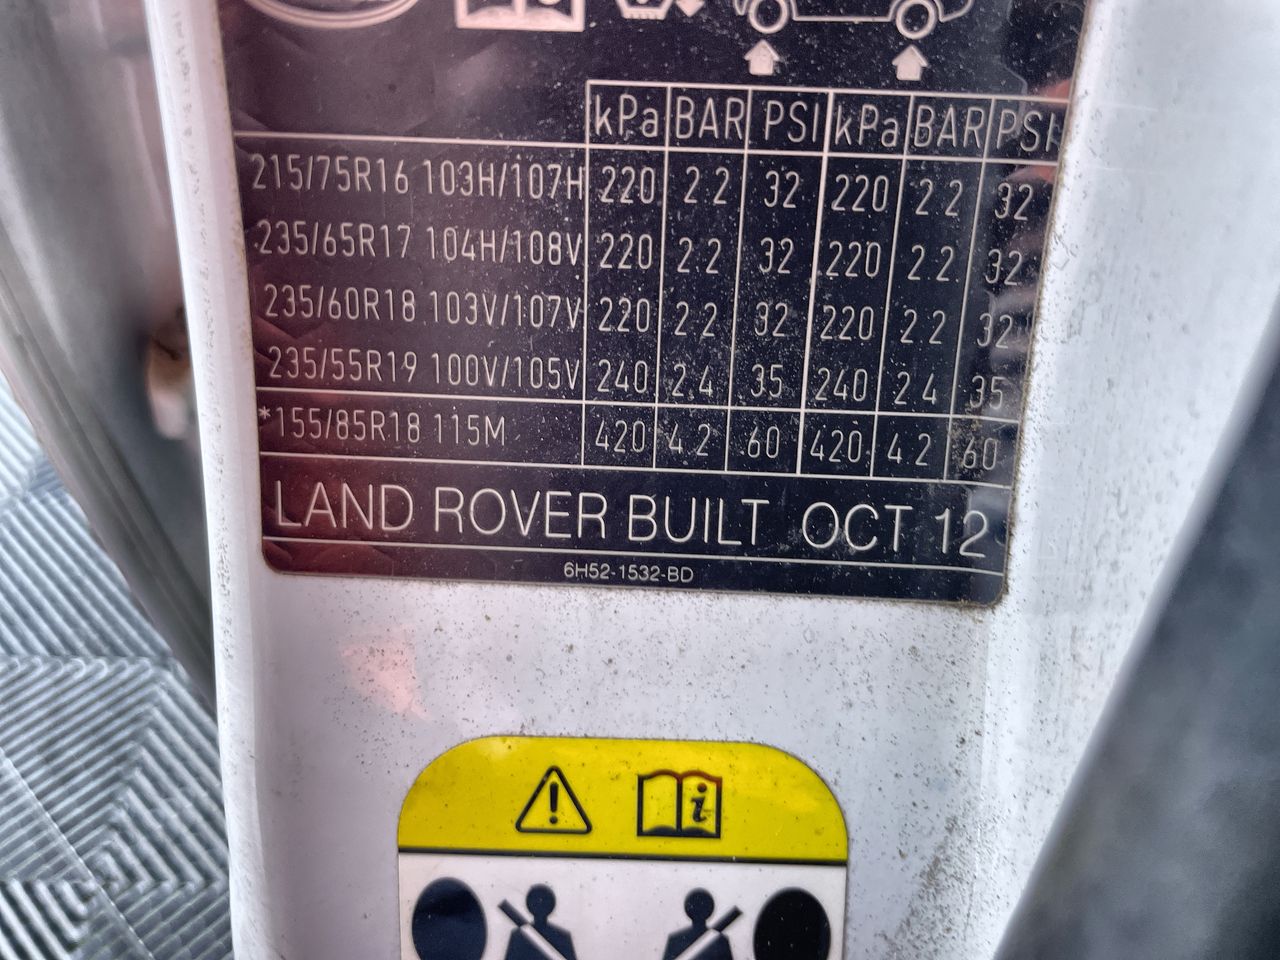 kPa BAR PSI kPa BAR PSI
215/75R16 103H/107H 220 2.2 32 220 2.2 32
235/65R17 104H/108V 220 2.2 32 220 2.2 32
235/60R18 103V/107V 220 2.2 32 220 2.2 32
235/55R19 100V/105V 240 2.4 35 240 2.4 35
*155/85R18 115M 420 4.2 60 420 4.2 60
LAND ROVER BUILT OCT 12
6H52-1532-BD